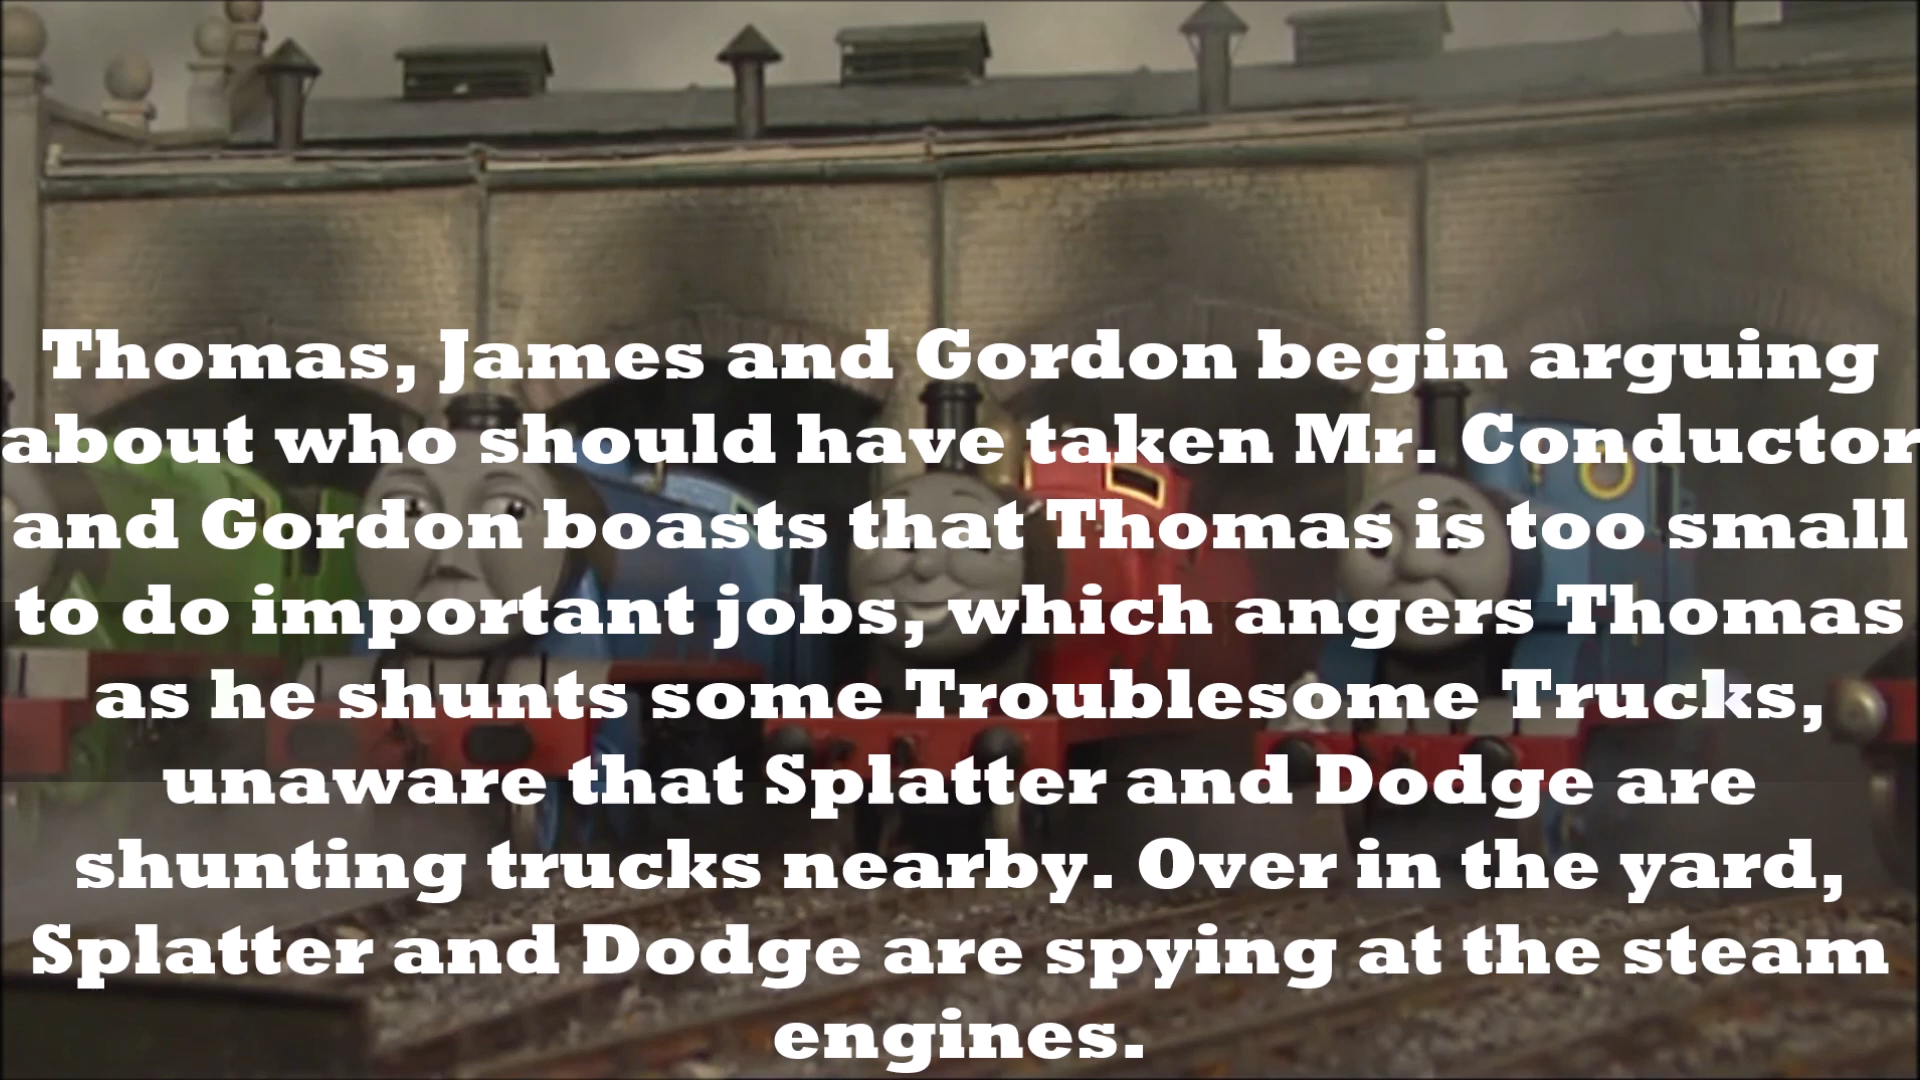 Thomas, James and Gordon begin arguing
about who should have taken Mr. Conductor
and Gordon boasts that Thomas is too small
to do important jobs, which angers Thomas
as he shunts some Troublesome Trucks,
unaware that Splatter and Dodge are
shunting trucks nearby. Over in the yard,
Splatter and Dodge are spying at the steam
engines.